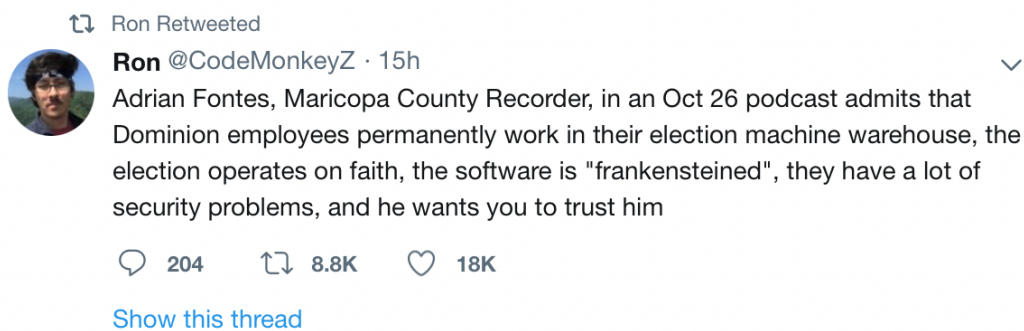 Ron Retweeted
Ron @CodeMonkeyZ · 15h
Adrian Fontes, Maricopa County Recorder, in an Oct 26 podcast admits that
Dominion employees permanently work in their election machine warehouse, the
election operates on faith, the software is "frankensteined", they have a lot of
security problems, and he wants you to trust him
204 8.8K 18K
Show this thread